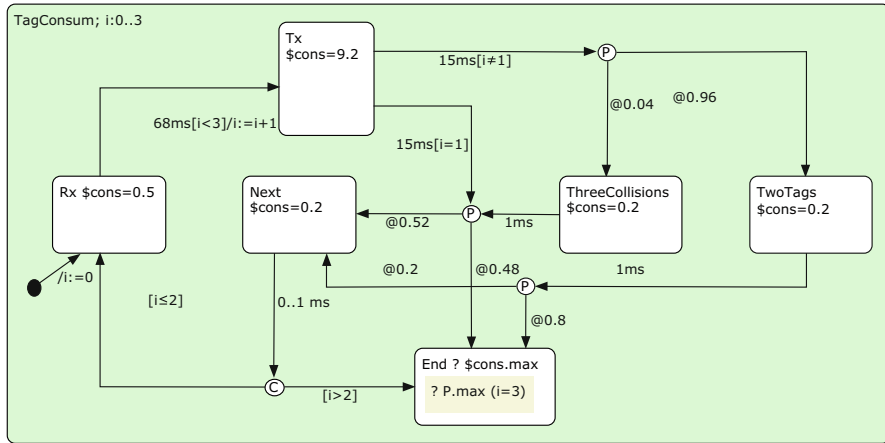 TagConsum; i:0..3
Tx
$cons=9.2
15ms[i≠1]
P
@0.04
@0.96
68ms[i<3]/i:=i+1
15ms[i=1]
Rx $cons=0.5
Next
$cons=0.2
ThreeCollisions
$cons=0.2
TwoTags
$cons=0.2
P
@0.52
1ms
/i:=0
@0.2
@0.48
1ms
P
[i≤2]
0..1 ms
@0.8
End ? $cons.max
C
[i>2]
? P.max (i=3)